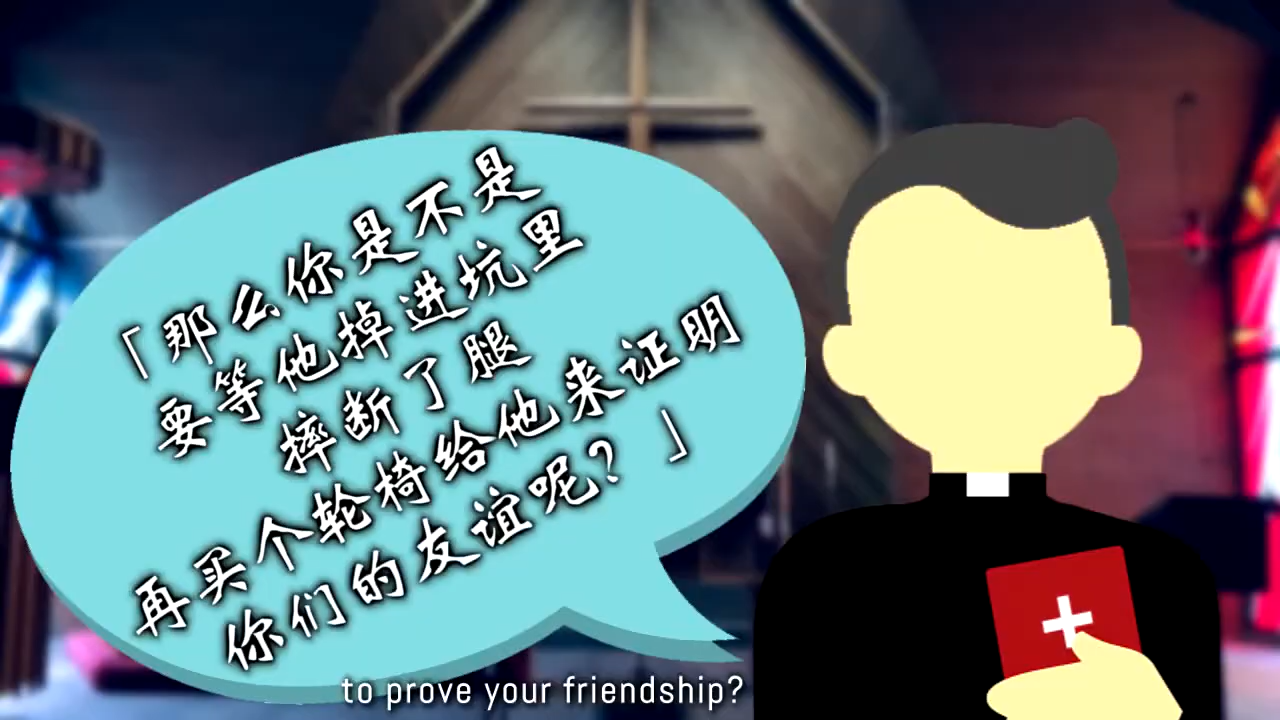 「那么你是不是
要等他掉进坑里
摔断了腿
再买个轮椅给他来证明
你们的友谊呢？」
to prove your friendship?